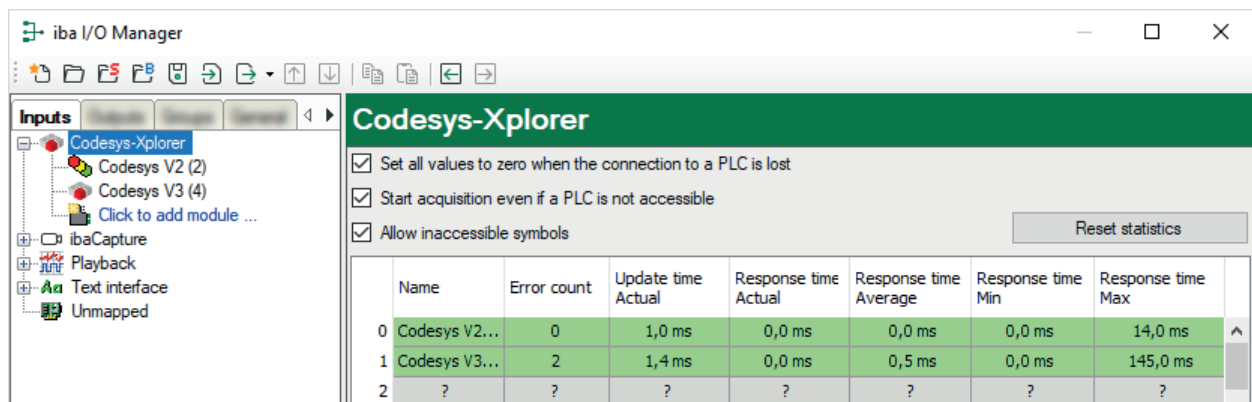 iba I/O Manager
Inputs
Codesys-Xplorer
Codesys V2 (2)
Codesys V3 (4)
Click to add module ...
ibaCapture
Playback
Text interface
Unmapped
Codesys-Xplorer
Set all values to zero when the connection to a PLC is lost
Start acquisition even if a PLC is not accessible
Allow inaccessible symbols
Reset statistics
Name Error count Update time Actual Response time Actual Response time Average Response time Min Response time Max
0 Codesys V2... 0 1,0 ms 0,0 ms 0,0 ms 0,0 ms 14,0 ms
1 Codesys V3... 2 1,4 ms 0,0 ms 0,5 ms 0,0 ms 145,0 ms
2 ? ? ? ? ? ? ?